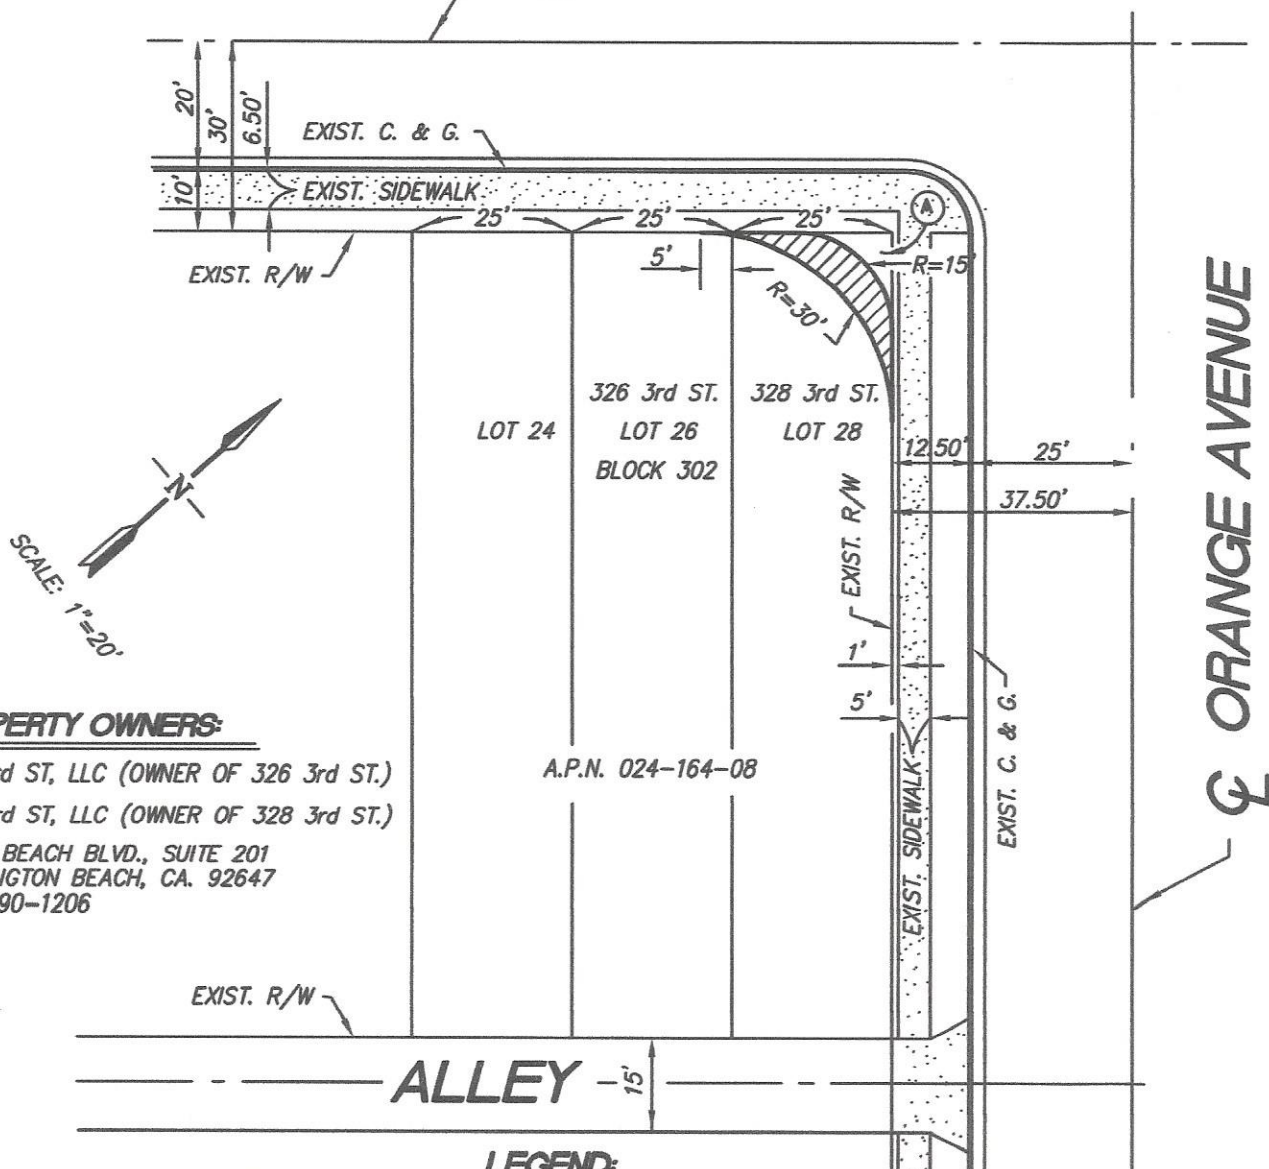 20'
30'
6.50'
10'
EXIST. C. & G.
EXIST. SIDEWALK
25'
25'
25'
A
EXIST. R/W
5'
R=15'
R=30'
326 3rd ST.
328 3rd ST.
LOT 24
LOT 26
LOT 28
BLOCK 302
12.50'
25'
37.50'
N
SCALE: 1"=20'
EXIST. R/W
1'
5'
EXIST. SIDEWALK
EXIST. C. & G.
℄ ORANGE AVENUE
PERTY OWNERS:
rd ST, LLC (OWNER OF 326 3rd ST.)
rd ST, LLC (OWNER OF 328 3rd ST.)
BEACH BLVD., SUITE 201
NGTON BEACH, CA. 92647
90-1206
A.P.N. 024-164-08
EXIST. R/W
ALLEY
15'
LEGEND: